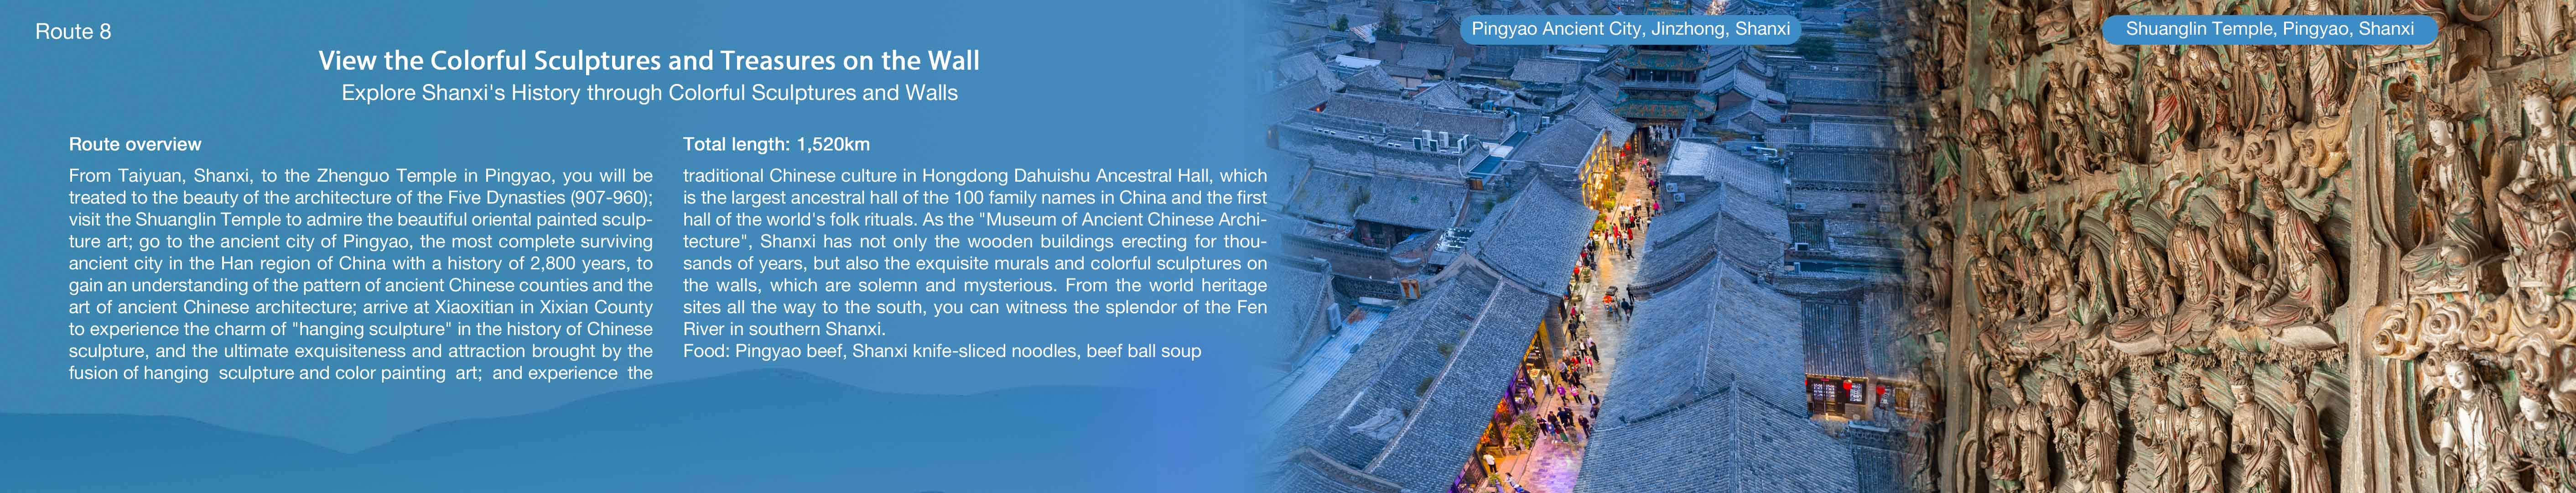 Route 8
View the Colorful Sculptures and Treasures on the Wall
Explore Shanxi's History through Colorful Sculptures and Walls
Route overview
From Taiyuan, Shanxi, to the Zhenguo Temple in Pingyao, you will be
treated to the beauty of the architecture of the Five Dynasties (907-960);
visit the Shuanglin Temple to admire the beautiful oriental painted sculp-
ture art; go to the ancient city of Pingyao, the most complete surviving
ancient city in the Han region of China with a history of 2,800 years, to
gain an understanding of the pattern of ancient Chinese counties and the
art of ancient Chinese architecture; arrive at Xiaoxitian in Xixian County
to experience the charm of "hanging sculpture" in the history of Chinese
sculpture, and the ultimate exquisiteness and attraction brought by the
fusion of hanging sculpture and color painting art; and experience the
Total length: 1,520km
traditional Chinese culture in Hongdong Dahuishu Ancestral Hall, which
is the largest ancestral hall of the 100 family names in China and the first
hall of the world's folk rituals. As the "Museum of Ancient Chinese Archi-
tecture", Shanxi has not only the wooden buildings erecting for thou-
sands of years, but also the exquisite murals and colorful sculptures on
the walls, which are solemn and mysterious. From the world heritage
sites all the way to the south, you can witness the splendor of the Fen
River in southern Shanxi.
Food: Pingyao beef, Shanxi knife-sliced noodles, beef ball soup
Pingyao Ancient City, Jinzhong, Shanxi
Shuanglin Temple, Pingyao, Shanxi